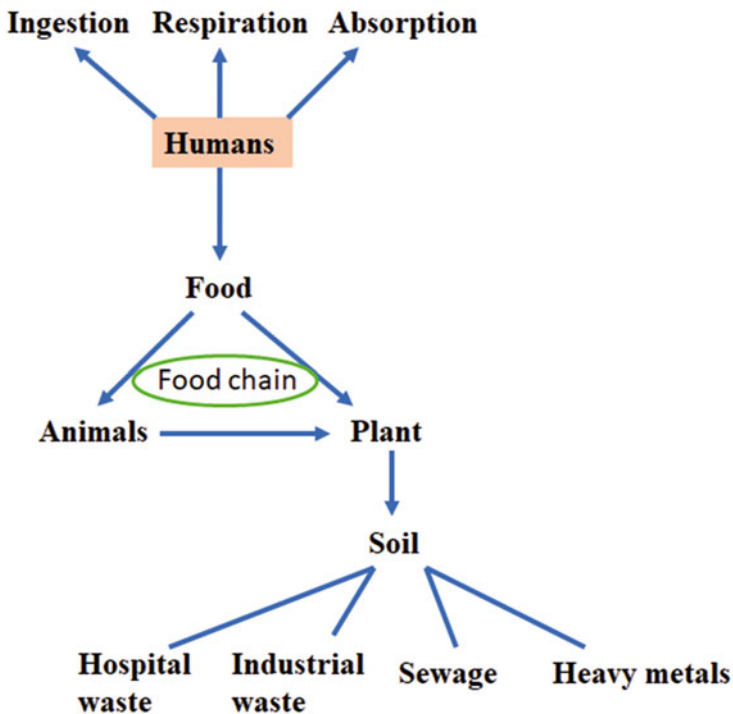 Ingestion Respiration Absorption
Humans
Food
Food chain
Animals Plant
Soil
Hospital waste
Industrial waste
Sewage
Heavy metals